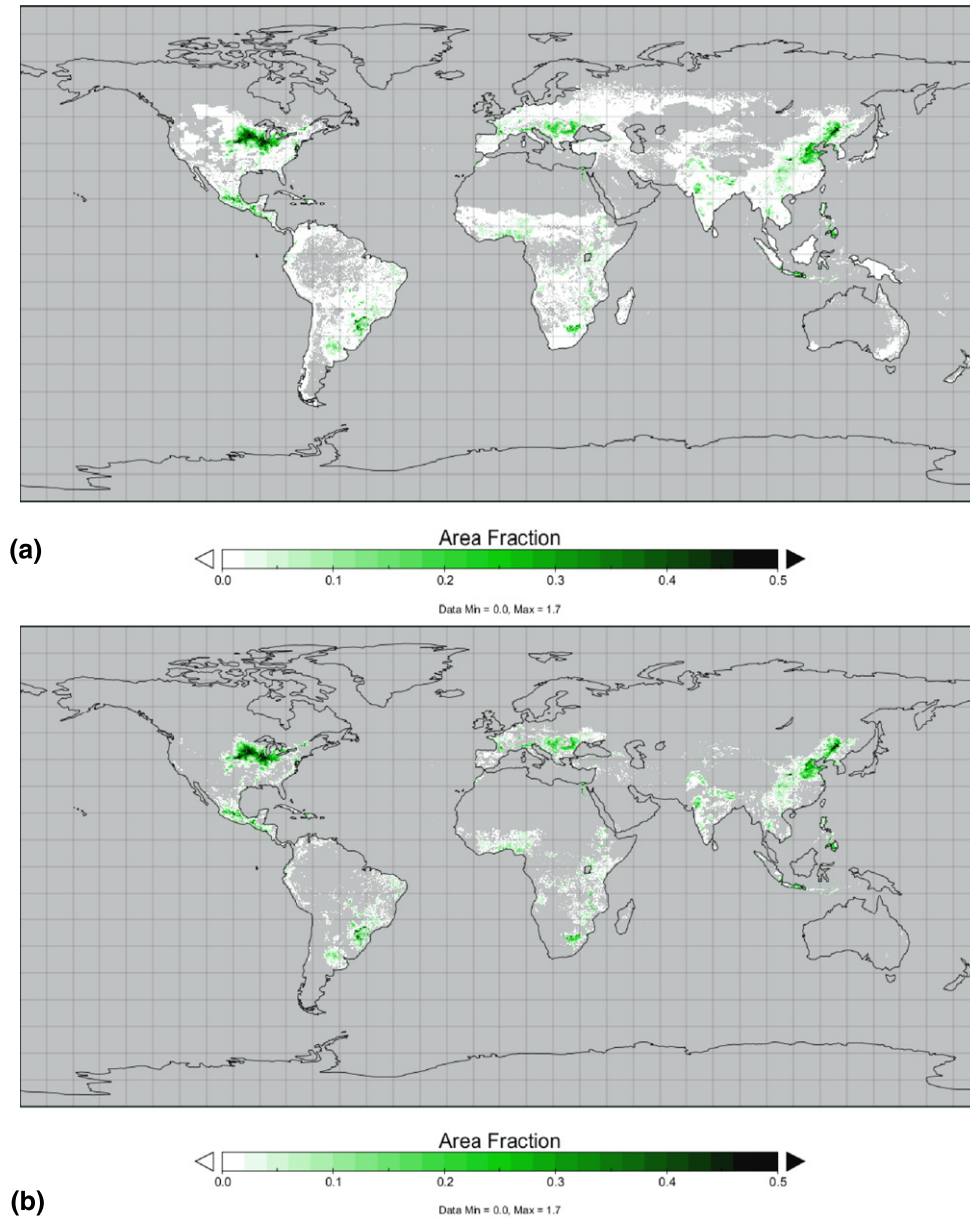 (a)
Area Fraction
0.0 0.1 0.2 0.3 0.4 0.5
Data Min = 0.0, Max = 1.7
(b)
Area Fraction
0.0 0.1 0.2 0.3 0.4 0.5
Data Min = 0.0, Max = 1.7